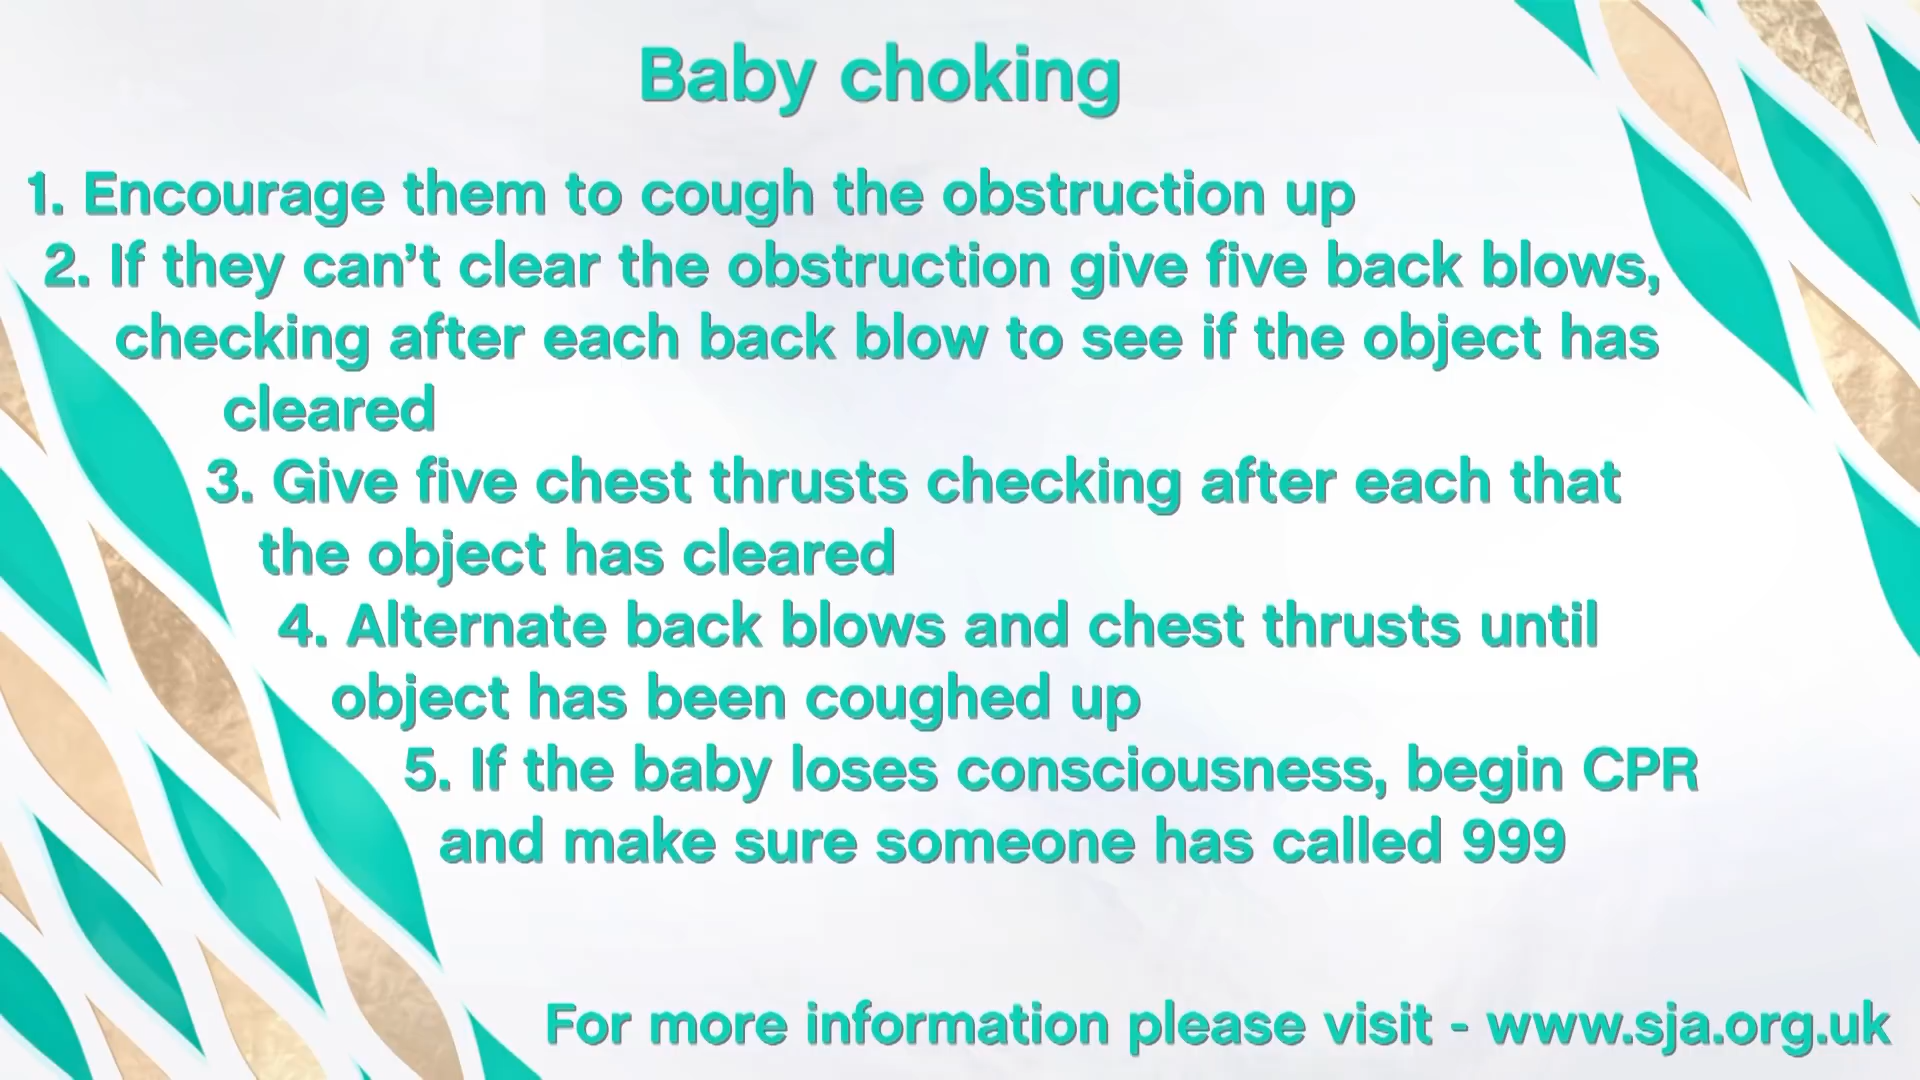 Baby choking
1. Encourage them to cough the obstruction up
2. If they can’t clear the obstruction give five back blows,
checking after each back blow to see if the object has
cleared
3. Give five chest thrusts checking after each that
the object has cleared
4. Alternate back blows and chest thrusts until
object has been coughed up
5. If the baby loses consciousness, begin CPR
and make sure someone has called 999
For more information please visit - www.sja.org.uk